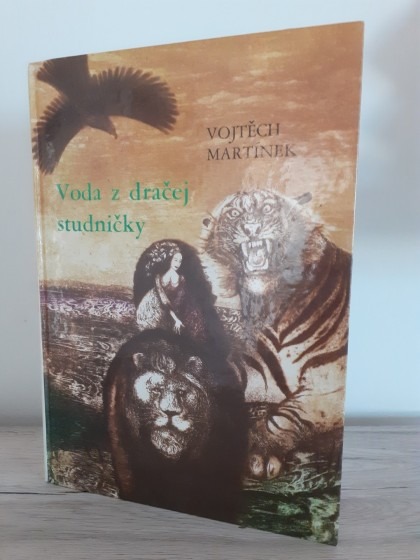 VOJTĚCH
MARTINEK
Voda z dračej
studničky